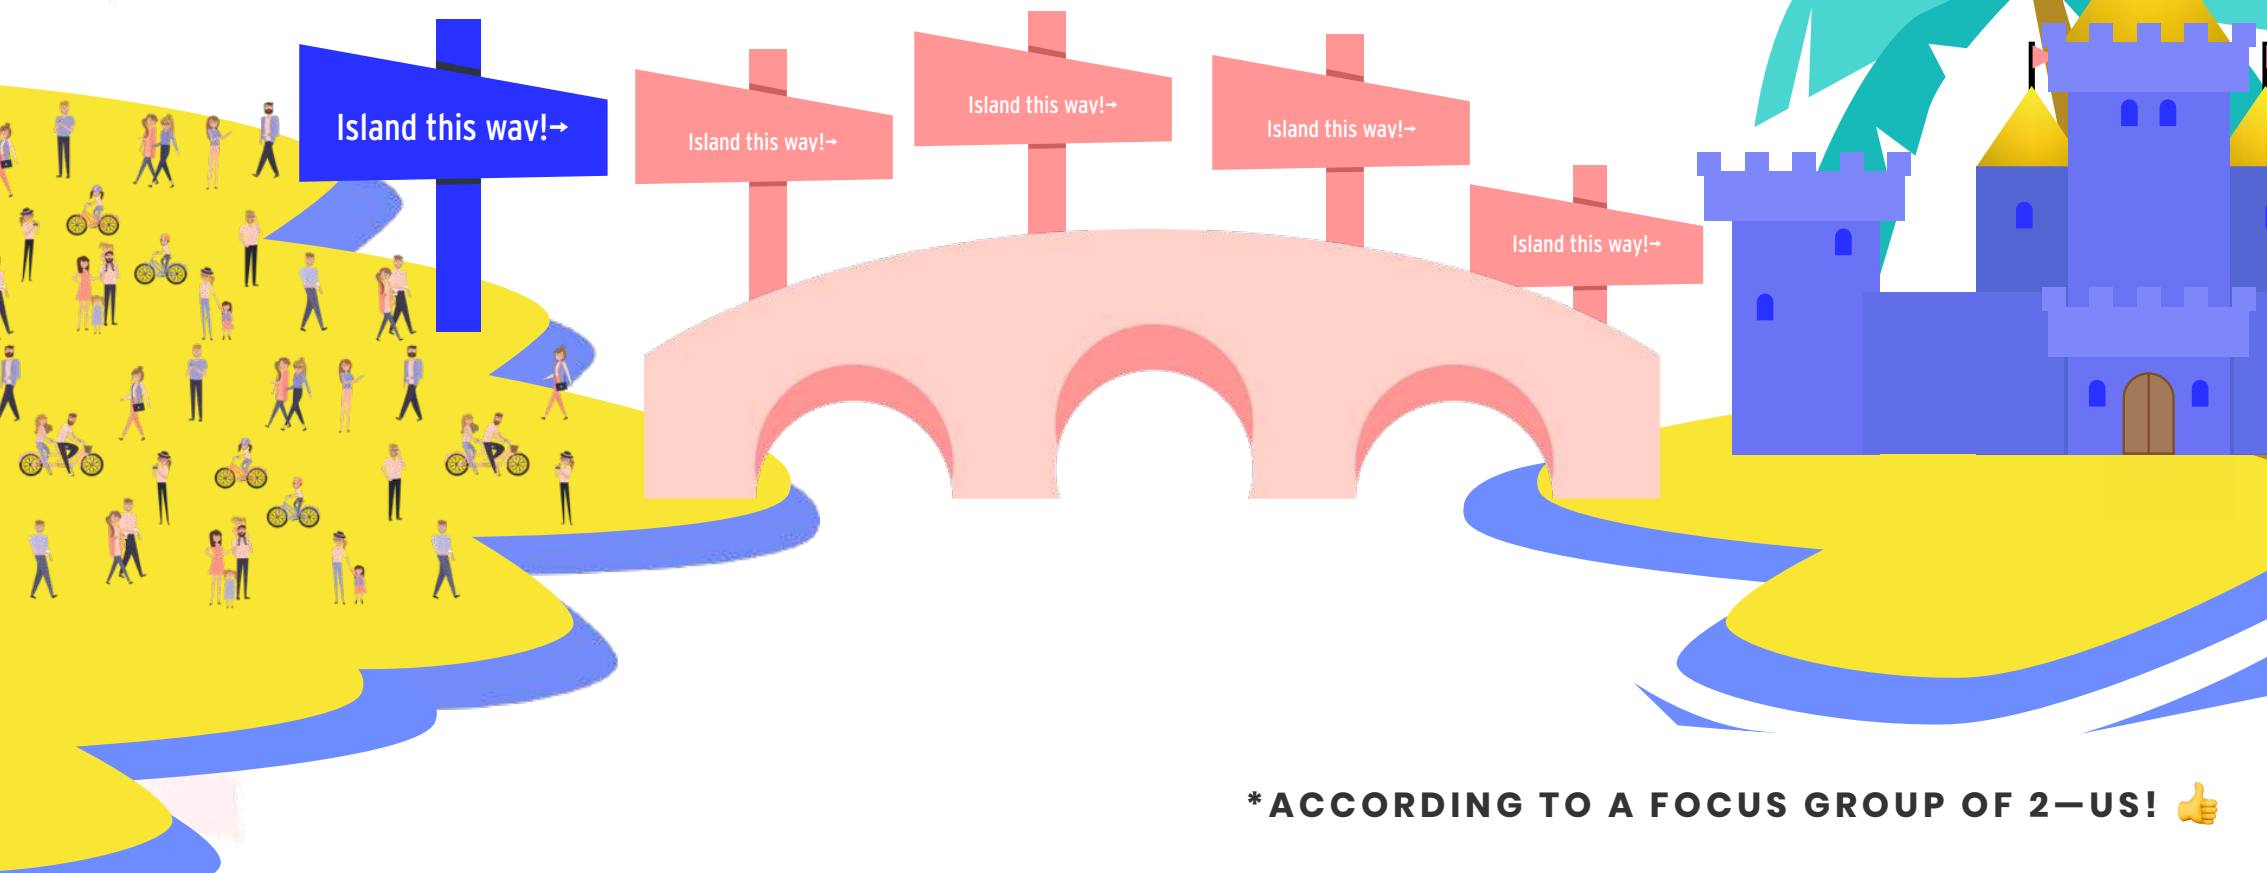 Island this way!→
Island this way!→
Island this way!→
Island this way!→
Island this way!→
*ACCORDING TO A FOCUS GROUP OF 2—US! 👍